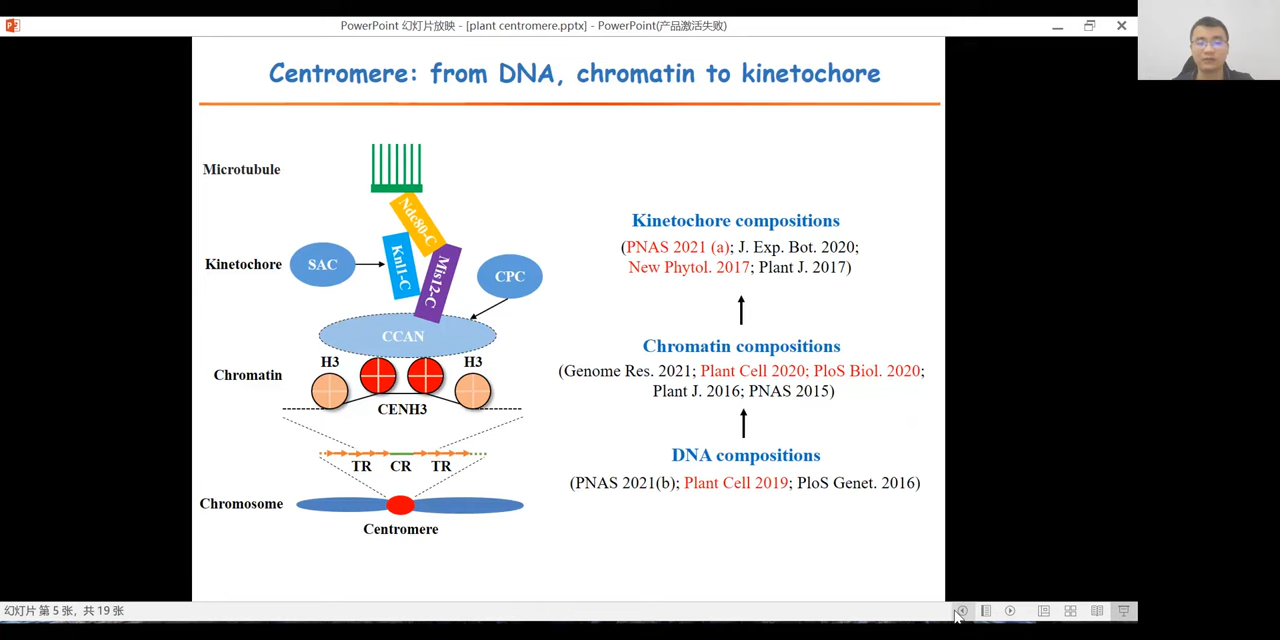 PowerPoint 幻灯片放映 - [plant centromere.pptx] - PowerPoint(产品激活失败)
Centromere: from DNA, chromatin to kinetochore
Microtubule
Ndc80-C
Kinetochore
SAC
Knl1-C
Mis12-C
CPC
CCAN
H3
H3
Chromatin
CENH3
TR
CR
TR
Chromosome
Centromere
Kinetochore compositions
(PNAS 2021 (a); J. Exp. Bot. 2020;
New Phytol. 2017; Plant J. 2017)
Chromatin compositions
(Genome Res. 2021; Plant Cell 2020; PloS Biol. 2020;
Plant J. 2016; PNAS 2015)
DNA compositions
(PNAS 2021(b); Plant Cell 2019; PloS Genet. 2016)
幻灯片 第 5 张，共 19 张